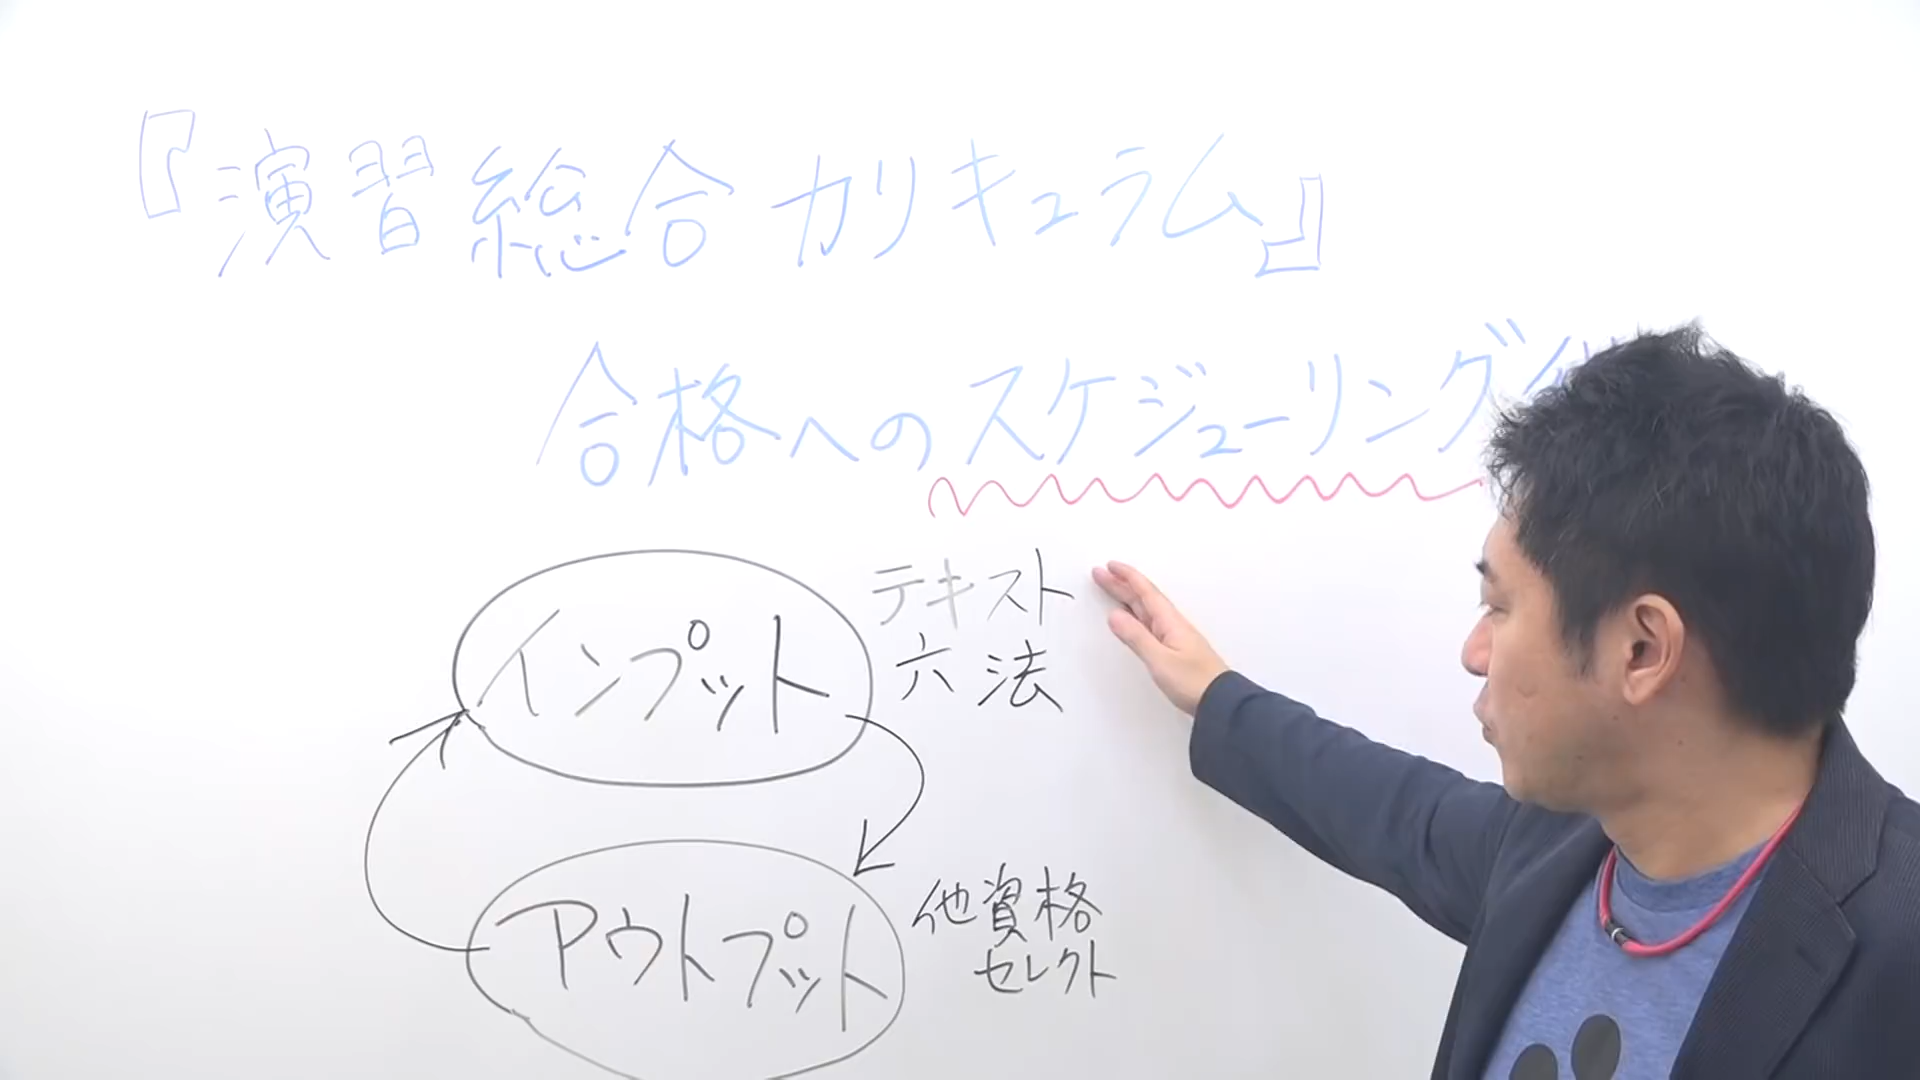 『演習総合カリキュラム』
合格へのスケジューリング
インプット
テキスト
六法
アウトプット
他資格
セレクト